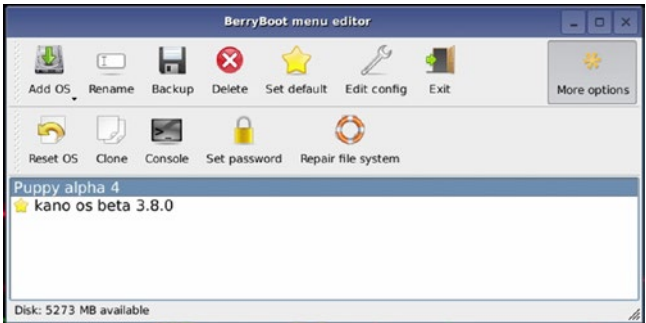 BerryBoot menu editor
Add OS Rename Backup Delete Set default Edit config Exit More options
Reset OS Clone Console Set password Repair file system
Puppy alpha 4
kano os beta 3.8.0
Disk: 5273 MB available